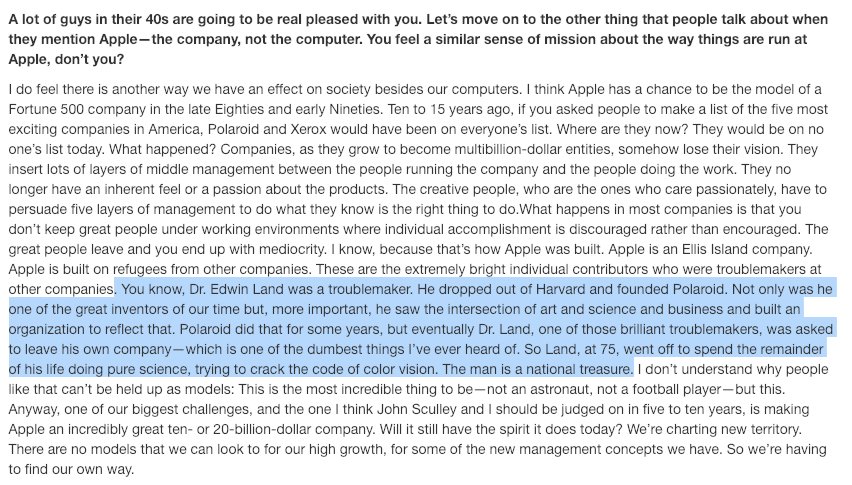 A lot of guys in their 40s are going to be real pleased with you. Let’s move on to the other thing that people talk about when
they mention Apple—the company, not the computer. You feel a similar sense of mission about the way things are run at
Apple, don’t you?
I do feel there is another way we have an effect on society besides our computers. I think Apple has a chance to be the model of a
Fortune 500 company in the late Eighties and early Nineties. Ten to 15 years ago, if you asked people to make a list of the five most
exciting companies in America, Polaroid and Xerox would have been on everyone’s list. Where are they now? They would be on no
one’s list today. What happened? Companies, as they grow to become multibillion-dollar entities, somehow lose their vision. They
insert lots of layers of middle management between the people running the company and the people doing the work. They no
longer have an inherent feel or a passion about the products. The creative people, who are the ones who care passionately, have to
persuade five layers of management to do what they know is the right thing to do.What happens in most companies is that you
don’t keep great people under working environments where individual accomplishment is discouraged rather than encouraged. The
great people leave and you end up with mediocrity. I know, because that’s how Apple was built. Apple is an Ellis Island company.
Apple is built on refugees from other companies. These are the extremely bright individual contributors who were troublemakers at
other companies. You know, Dr. Edwin Land was a troublemaker. He dropped out of Harvard and founded Polaroid. Not only was he
one of the great inventors of our time but, more important, he saw the intersection of art and science and business and built an
organization to reflect that. Polaroid did that for some years, but eventually Dr. Land, one of those brilliant troublemakers, was asked
to leave his own company—which is one of the dumbest things I’ve ever heard of. So Land, at 75, went off to spend the remainder
of his life doing pure science, trying to crack the code of color vision. The man is a national treasure. I don’t understand why people
like that can’t be held up as models: This is the most incredible thing to be—not an astronaut, not a football player—but this.
Anyway, one of our biggest challenges, and the one I think John Sculley and I should be judged on in five to ten years, is making
Apple an incredibly great ten- or 20-billion-dollar company. Will it still have the spirit it does today? We’re charting new territory.
There are no models that we can look to for our high growth, for some of the new management concepts we have. So we’re having
to find our own way.